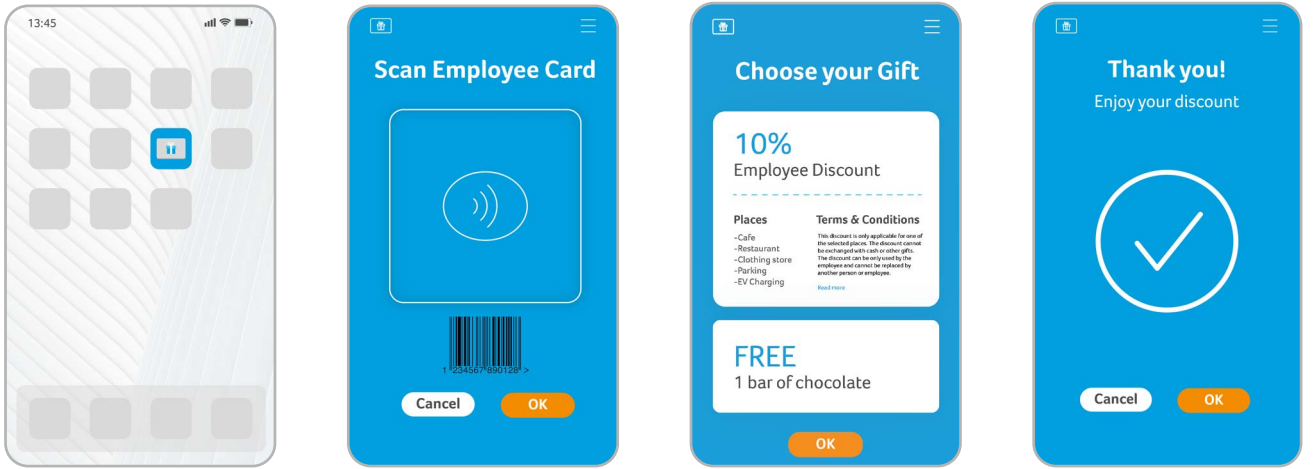 13:45
Scan Employee Card
1 234567 890128 >
Cancel
OK
Choose your Gift
10%
Employee Discount
Places
-Cafe
-Restaurant
-Clothing store
-Parking
-EV Charging
Terms & Conditions
This discount is only applicable for one of
the selected places. The discount cannot
be exchanged with cash or other gifts.
The discount can be only used by the
employee and cannot be replaced by
another person or employee.
Read more
FREE
1 bar of chocolate
OK
Thank you!
Enjoy your discount
Cancel
OK